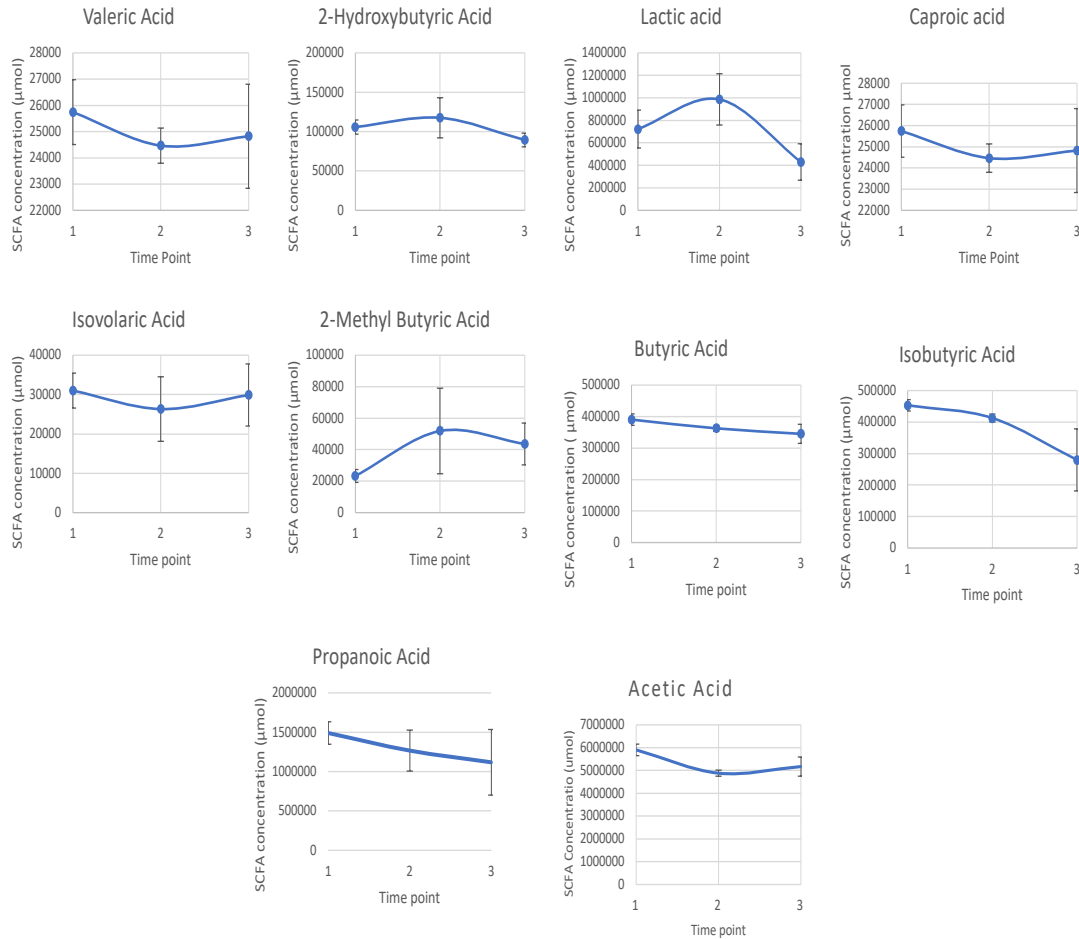 Valeric Acid
SCFA concentration (µmol)
28000
27000
26000
25000
24000
23000
22000
1 2 3
Time Point
2-Hydroxybutyric Acid
SCFA concentration (µmol)
200000
150000
100000
50000
0
1 2 3
Time point
Lactic acid
SCFA concentration (µmol)
1400000
1200000
1000000
800000
600000
400000
200000
0
1 2 3
Time point
Caproic acid
SCFA concentration µmol
28000
27000
26000
25000
24000
23000
22000
1 2 3
Time Point
Isovolaric Acid
SCFA concentration (µmol)
40000
30000
20000
10000
0
1 2 3
Time point
2-Methyl Butyric Acid
SCFA concentration (µmol)
100000
80000
60000
40000
20000
0
1 2 3
Time point
Butyric Acid
SCFA concentration ( µmol)
500000
400000
300000
200000
100000
0
1 2 3
Time point
Isobutyric Acid
SCFA concentration (µmol)
500000
400000
300000
200000
100000
0
1 2 3
Time point
Propanoic Acid
SCFA concentration (µmol)
2000000
1500000
1000000
500000
0
1 2 3
Time point
Acetic Acid
SCFA Concentratio (umol)
7000000
6000000
5000000
4000000
3000000
2000000
1000000
0
1 2 3
Time point